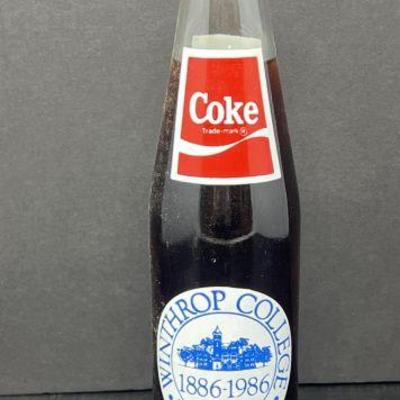 Coke
Trade-mark ®
WINTHROP COLLEGE
1886-1986